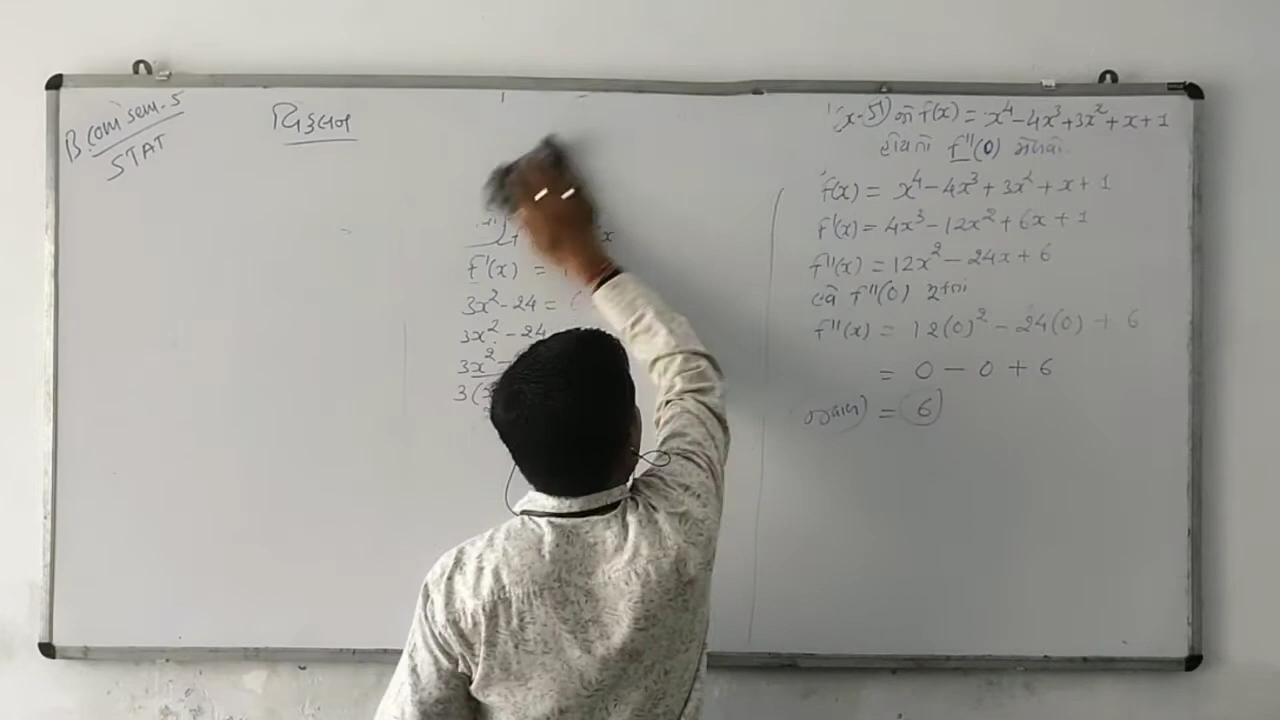 B.com sem-5
STAT
વિકલન
f'(x) =
3x² - 24 =
3x² - 24
3x²
3(
x-51) જો f(x) = x⁴ - 4x³ + 3x² + x + 1
હોય તો f''(0) મેળવો.
f(x) = x⁴ - 4x³ + 3x² + x + 1
f'(x) = 4x³ - 12x² + 6x + 1
f''(x) = 12x² - 24x + 6
હવે f''(0) થતાં
f''(x) = 12(0)² - 24(0) + 6
= 0 - 0 + 6
જવાબ) = 6